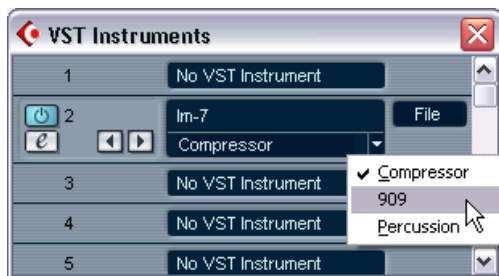 VST Instruments
1 No VST Instrument
2 lm-7 File
e Compressor
Compressor
909
Percussion
3 No VST Instrument
4 No VST Instrument
5 No VST Instrument